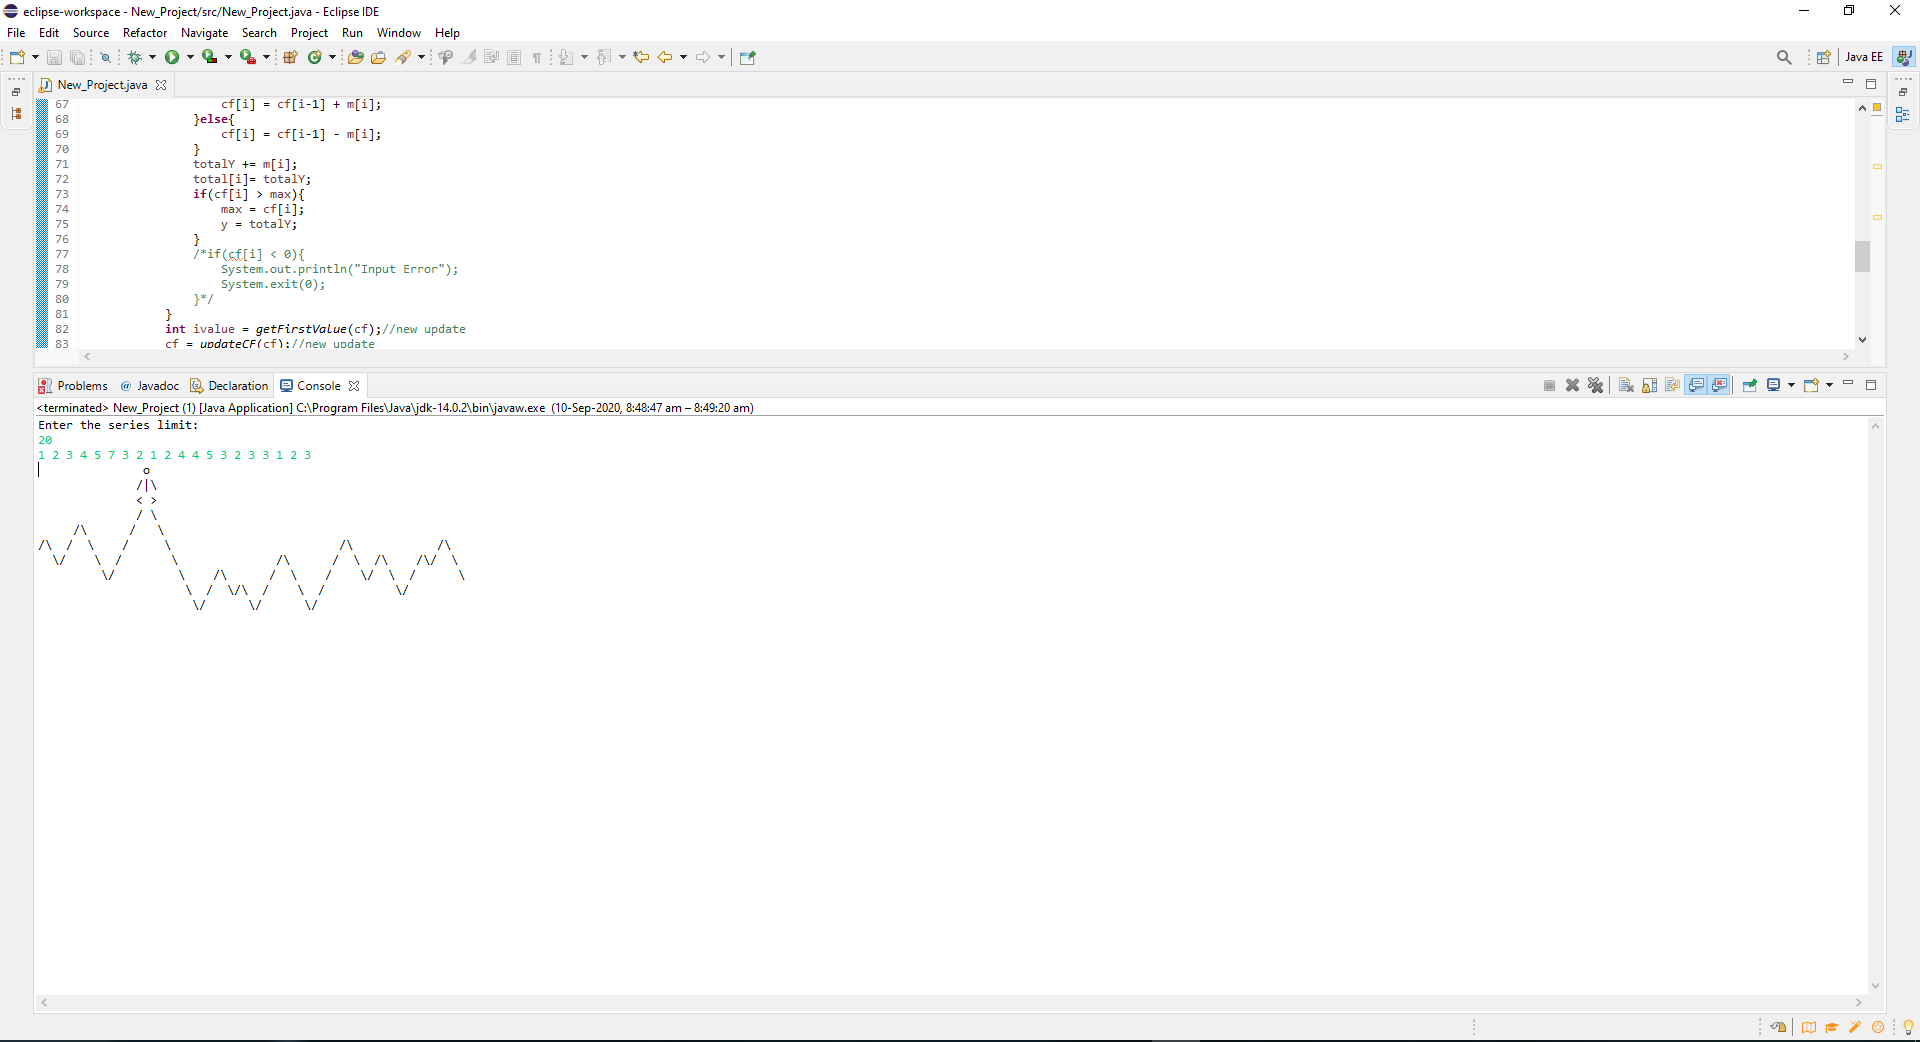 eclipse-workspace - New_Project/src/New_Project.java - Eclipse IDE
File Edit Source Refactor Navigate Search Project Run Window Help
Java EE
New_Project.java
67 cf[i] = cf[i-1] + m[i];
68 }else{
69 cf[i] = cf[i-1] - m[i];
70 }
71 totalY += m[i];
72 total[i]= totalY;
73 if(cf[i] > max){
74 max = cf[i];
75 y = totalY;
76 }
77 /*if(cf[i] < 0){
78 System.out.println("Input Error");
79 System.exit(0);
80 }*/
81 }
82 int ivalue = getFirstValue(cf);//new update
83 cf = updateCF(cf);//new update
Problems @ Javadoc Declaration Console
<terminated> New_Project (1) [Java Application] C:\Program Files\Java\jdk-14.0.2\bin\javaw.exe (10-Sep-2020, 8:48:47 am – 8:49:20 am)
Enter the series limit:
20
1 2 3 4 5 7 3 2 1 2 4 4 5 3 2 3 3 1 2 3
               o
              /|\
              < >
              / \
     /\      /   \
/\  /  \    /     \                        /\            /\
  \/    \  /       \              /\      /  \  /\    /\/  \
         \/         \    /\      /  \    /    \/  \  /      \
                     \  /  \/\  /    \  /          \/
                      \/      \/      \/